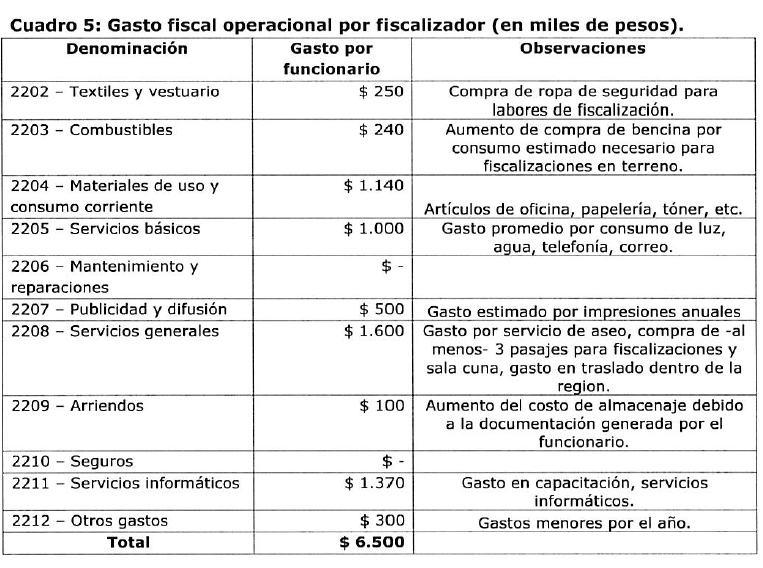 Cuadro 5: Gasto fiscal operacional por fiscalizador (en miles de pesos).
Denominación Gasto por funcionario Observaciones
2202 – Textiles y vestuario $ 250 Compra de ropa de seguridad para
labores de fiscalización.
2203 – Combustibles $ 240 Aumento de compra de bencina por
consumo estimado necesario para
fiscalizaciones en terreno.
2204 – Materiales de uso y consumo corriente $ 1.140 Artículos de oficina, papelería, tóner, etc.
2205 – Servicios básicos $ 1.000 Gasto promedio por consumo de luz,
agua, telefonía, correo.
2206 – Mantenimiento y reparaciones $ -
2207 – Publicidad y difusión $ 500 Gasto estimado por impresiones anuales
2208 – Servicios generales $ 1.600 Gasto por servicio de aseo, compra de -al
menos- 3 pasajes para fiscalizaciones y
sala cuna, gasto en traslado dentro de la
region.
2209 – Arriendos $ 100 Aumento del costo de almacenaje debido
a la documentación generada por el
funcionario.
2210 – Seguros $ -
2211 – Servicios informáticos $ 1.370 Gasto en capacitación, servicios
informáticos.
2212 – Otros gastos $ 300 Gastos menores por el año.
Total $ 6.500